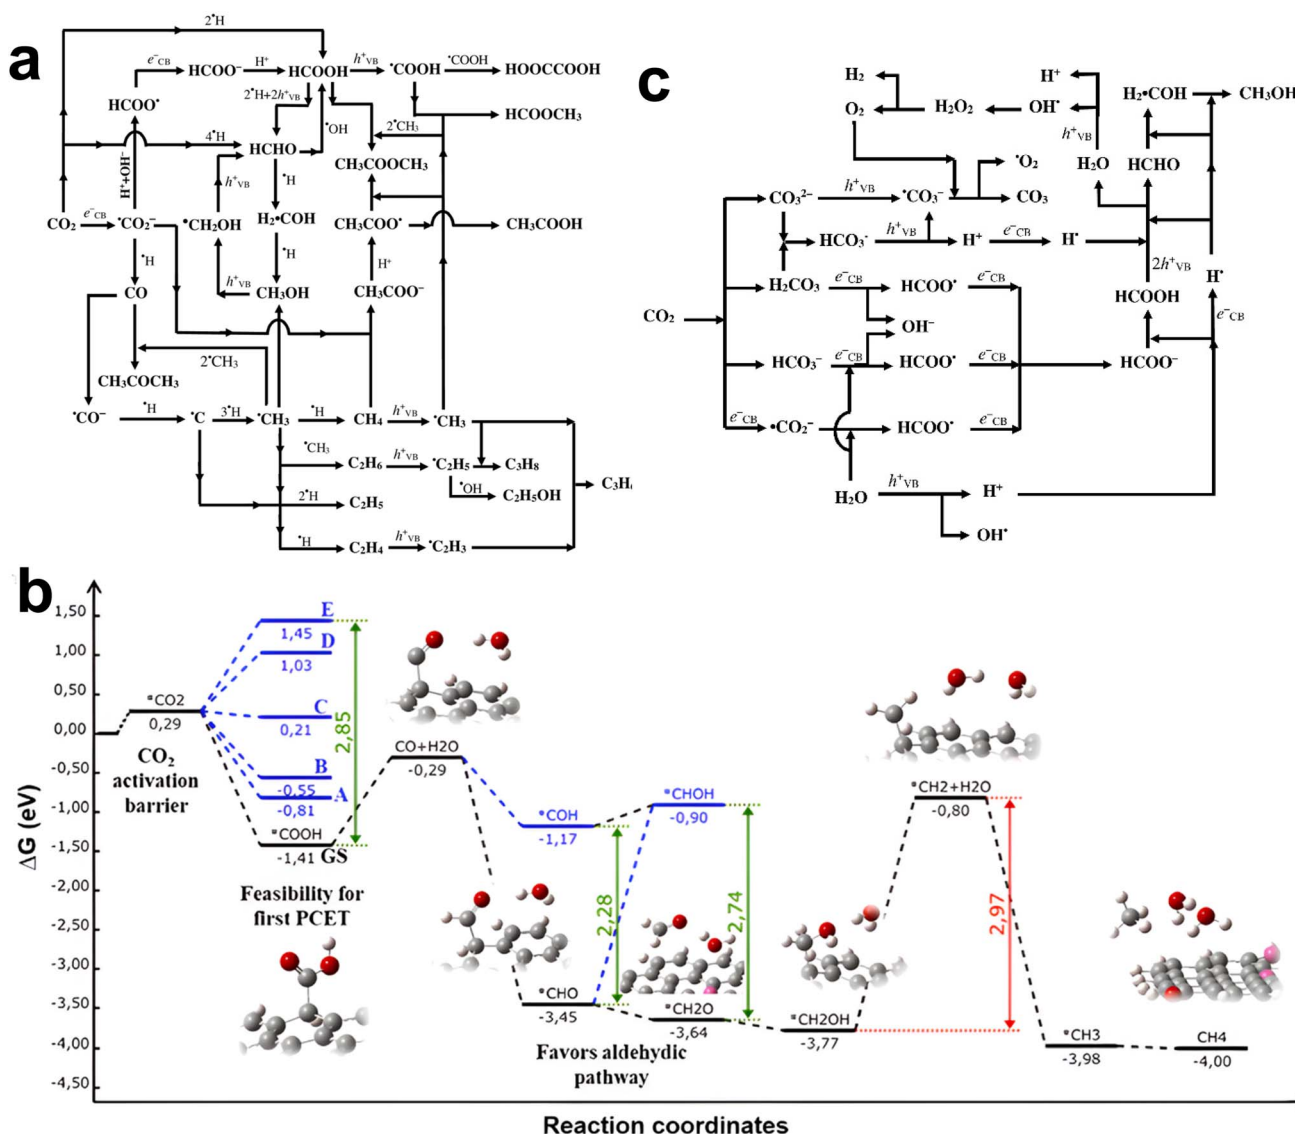 a
2•H
e⁻CB
HCOO⁻
H⁺
HCOOH
h⁺VB
•COOH
•COOH
HOOCCOOH
HCOO•
2•H+2h⁺VB
HCOOCH₃
4•H
•OH
2•CH₃
HCHO
CH₃COOCH₃
H⁺+OH⁻
h⁺VB
•H
CO₂
e⁻CB
•CO₂⁻
•CH₂OH
H₂•COH
CH₃COO•
CH₃COOH
•H
•H
H⁺
CO
h⁺VB
CH₃OH
CH₃COO⁻
2•CH₃
CH₃COCH₃
•CO⁻
•H
•C
3•H
•CH₃
•H
CH₄
h⁺VB
•CH₃
•CH₃
C₂H₆
h⁺VB
•C₂H₅
C₃H₈
2•H
C₂H₅
•OH
C₂H₅OH
C₃H
•H
C₂H₄
h⁺VB
•C₂H₃
c
H₂
H⁺
H₂•COH
CH₃OH
O₂
H₂O₂
OH•
h⁺VB
•O₂
H₂O
HCHO
CO₃²⁻
h⁺VB
•CO₃⁻
CO₃
HCO₃⁻
h⁺VB
H⁺
e⁻CB
H•
2h⁺VB
H•
H₂CO₃
e⁻CB
HCOO•
e⁻CB
HCOOH
CO₂
OH⁻
e⁻CB
HCO₃⁻
e⁻CB
HCOO•
e⁻CB
HCOO⁻
e⁻CB
•CO₂⁻
HCOO•
e⁻CB
H₂O
h⁺VB
H⁺
OH•
b
ΔG (eV)
1,50
1,00
0,50
0,00
-0,50
-1,00
-1,50
-2,00
-2,50
-3,00
-3,50
-4,00
-4,50
*CO2
0,29
CO₂
activation
barrier
E
1,45
D
1,03
C
0,21
B
-0,55
A
-0,81
*COOH
-1,41 GS
2,85
Feasibility for
first PCET
CO+H2O
-0,29
*COH
-1,17
*CHOH
-0,90
2,28
2,74
*CHO
-3,45
*CH2O
-3,64
Favors aldehydic
pathway
*CH2OH
-3,77
*CH2+H2O
-0,80
2,97
*CH3
-3,98
CH4
-4,00
Reaction coordinates